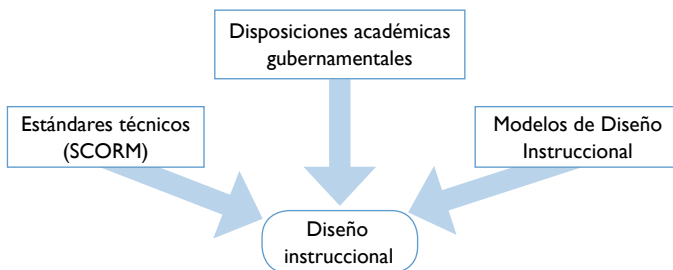 Disposiciones académicas
gubernamentales
Estándares técnicos
(SCORM)
Modelos de Diseño
Instruccional
Diseño
instruccional